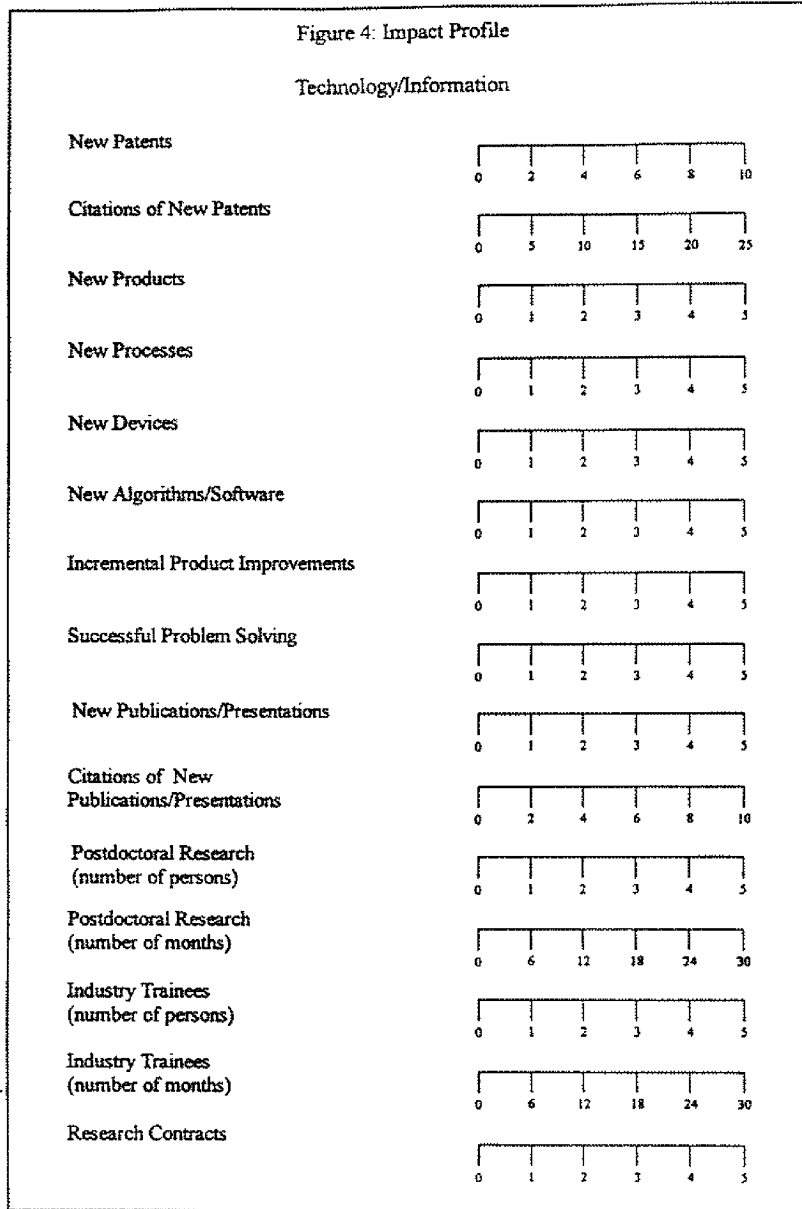 Figure 4: Impact Profile
Technology/Information
New Patents
0 2 4 6 8 10
Citations of New Patents
0 5 10 15 20 25
New Products
0 1 2 3 4 5
New Processes
0 1 2 3 4 5
New Devices
0 1 2 3 4 5
New Algorithms/Software
0 1 2 3 4 5
Incremental Product Improvements
0 1 2 3 4 5
Successful Problem Solving
0 1 2 3 4 5
New Publications/Presentations
0 1 2 3 4 5
Citations of New
Publications/Presentations
0 2 4 6 8 10
Postdoctoral Research
(number of persons)
0 1 2 3 4 5
Postdoctoral Research
(number of months)
0 6 12 18 24 30
Industry Trainees
(number of persons)
0 1 2 3 4 5
Industry Trainees
(number of months)
0 6 12 18 24 30
Research Contracts
0 1 2 3 4 5